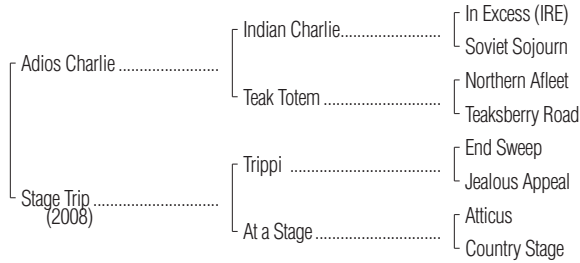 In Excess (IRE)
Indian Charlie
Soviet Sojourn
Adios Charlie
Northern Afleet
Teak Totem
Teaksberry Road
End Sweep
Trippi
Jealous Appeal
Stage Trip
(2008)
Atticus
At a Stage
Country Stage